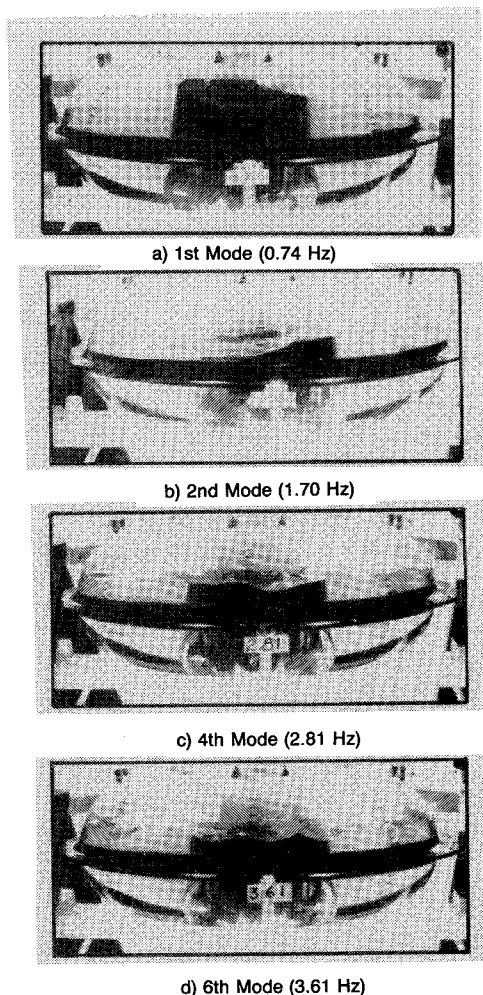 a) 1st Mode (0.74 Hz)
b) 2nd Mode (1.70 Hz)
2.81
c) 4th Mode (2.81 Hz)
3.61
d) 6th Mode (3.61 Hz)